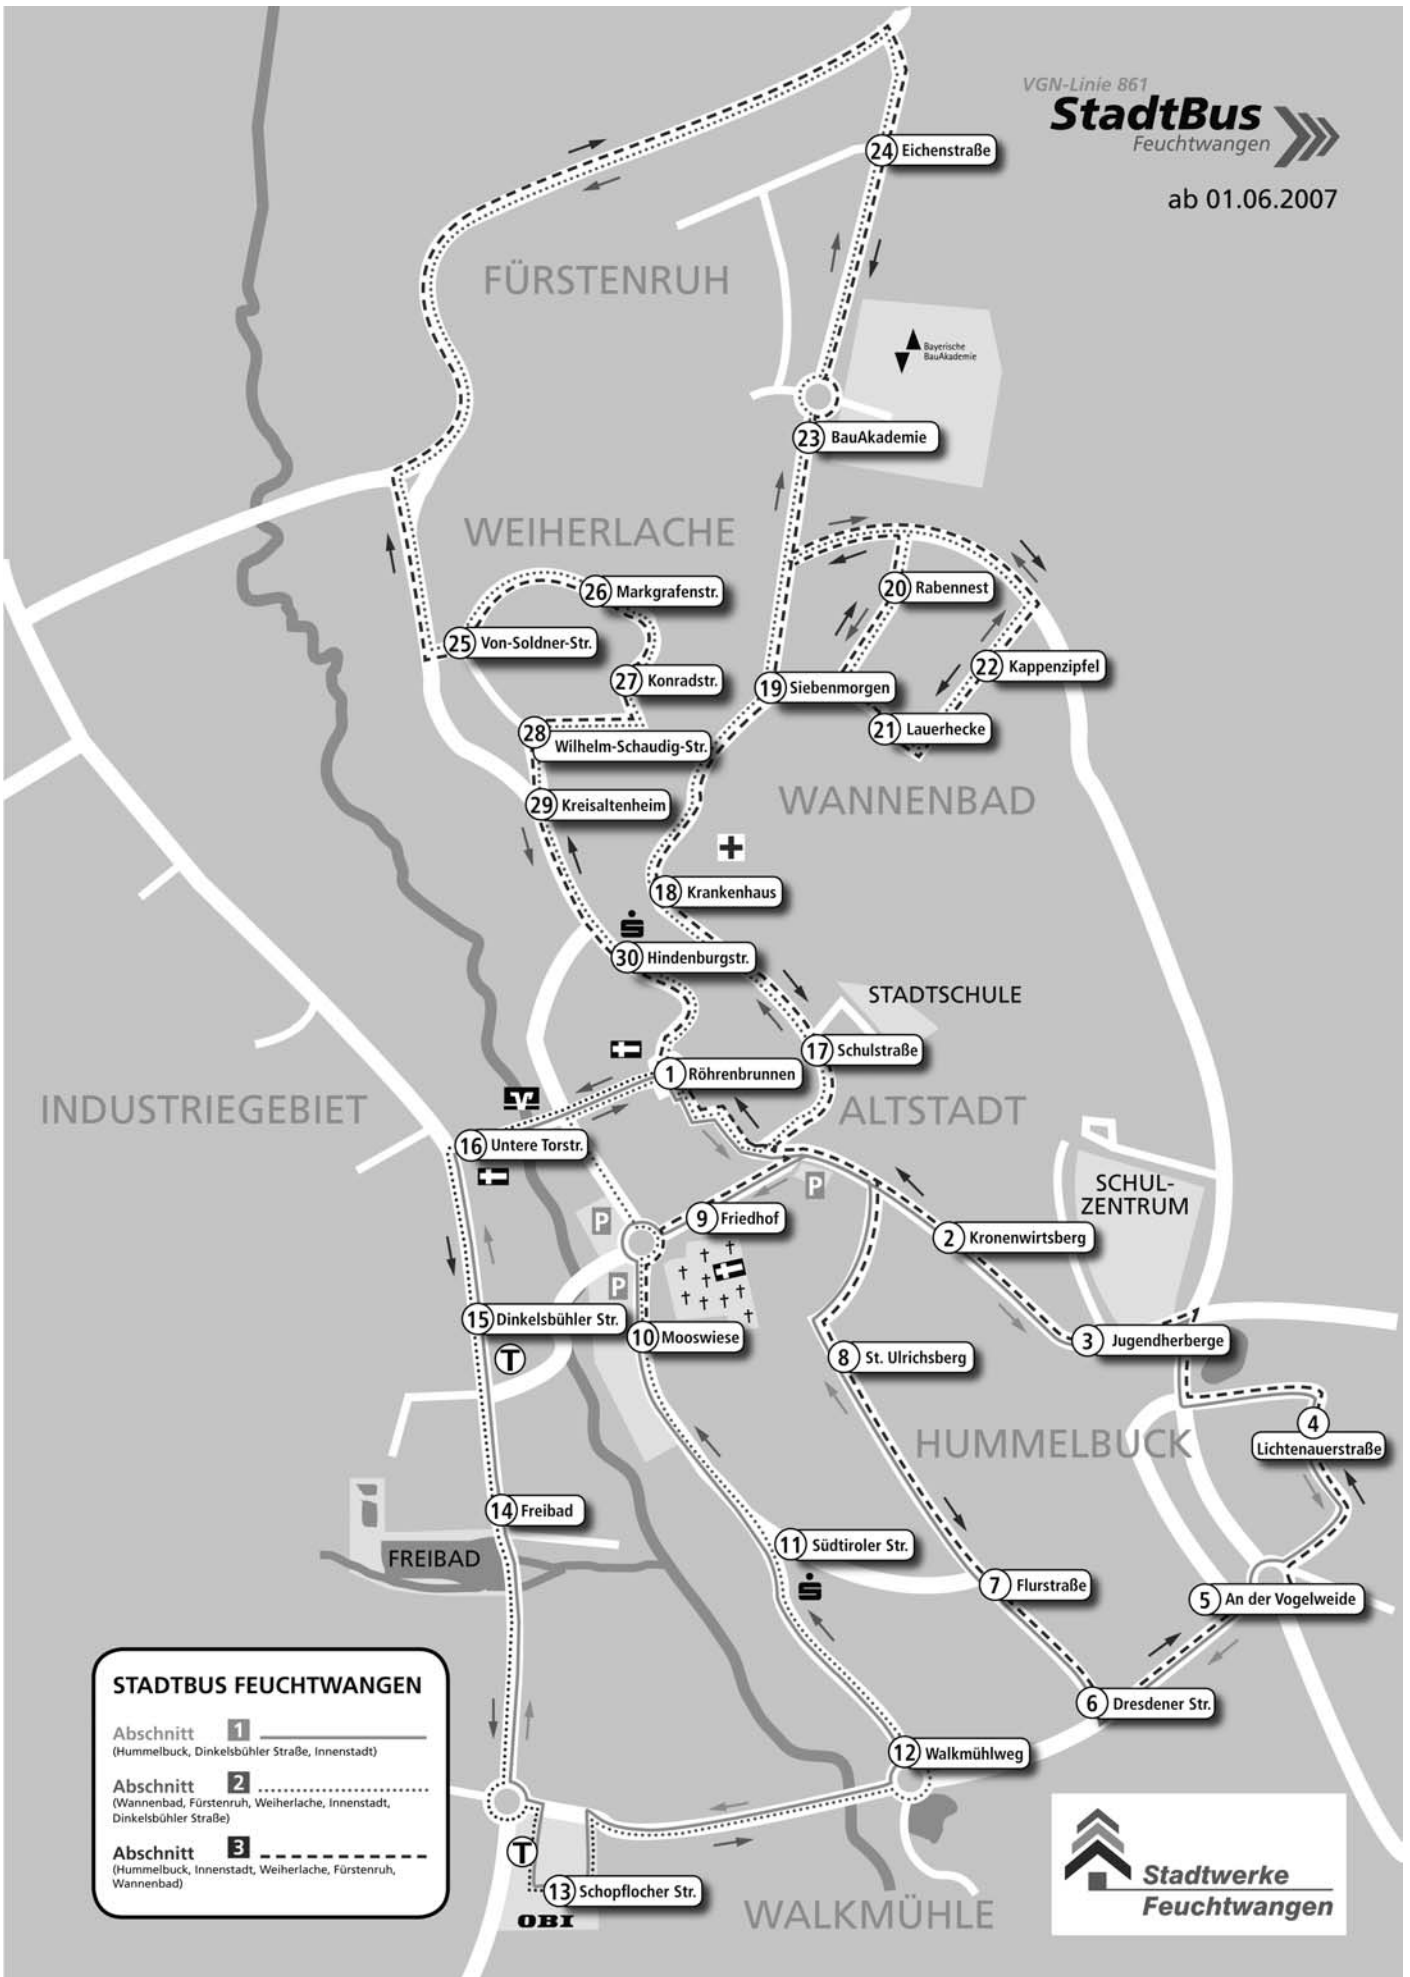 VGN-Linie 861
StadtBus
Feuchtwangen
ab 01.06.2007
24 Eichenstraße
FÜRSTENRUH
Bayerische
BauAkademie
23 BauAkademie
WEIHERLACHE
26 Markgrafenstr.
20 Rabennest
25 Von-Soldner-Str.
22 Kappenzipfel
27 Konradstr.
19 Siebenmorgen
21 Lauerhecke
28 Wilhelm-Schaudig-Str.
WANNENBAD
29 Kreisaltenheim
18 Krankenhaus
30 Hindenburgstr.
STADTSCHULE
17 Schulstraße
1 Röhrenbrunnen
INDUSTRIEGEBIET
ALTSTADT
16 Untere Torstr.
SCHUL-
ZENTRUM
P
P
9 Friedhof
2 Kronenwirtsberg
P
15 Dinkelsbühler Str.
10 Mooswiese
3 Jugendherberge
T
8 St. Ulrichsberg
4
Lichtenauerstraße
HUMMELBUCK
14 Freibad
11 Südtiroler Str.
FREIBAD
7 Flurstraße
5 An der Vogelweide
6 Dresdener Str.
12 Walkmühlweg
T
13 Schopflocher Str.
OBI
WALKMÜHLE
STADTBUS FEUCHTWANGEN
Abschnitt 1
(Hummelbuck, Dinkelsbühler Straße, Innenstadt)
Abschnitt 2
(Wannenbad, Fürstenruh, Weiherlache, Innenstadt,
Dinkelsbühler Straße)
Abschnitt 3
(Hummelbuck, Innenstadt, Weiherlache, Fürstenruh,
Wannenbad)
Stadtwerke
Feuchtwangen